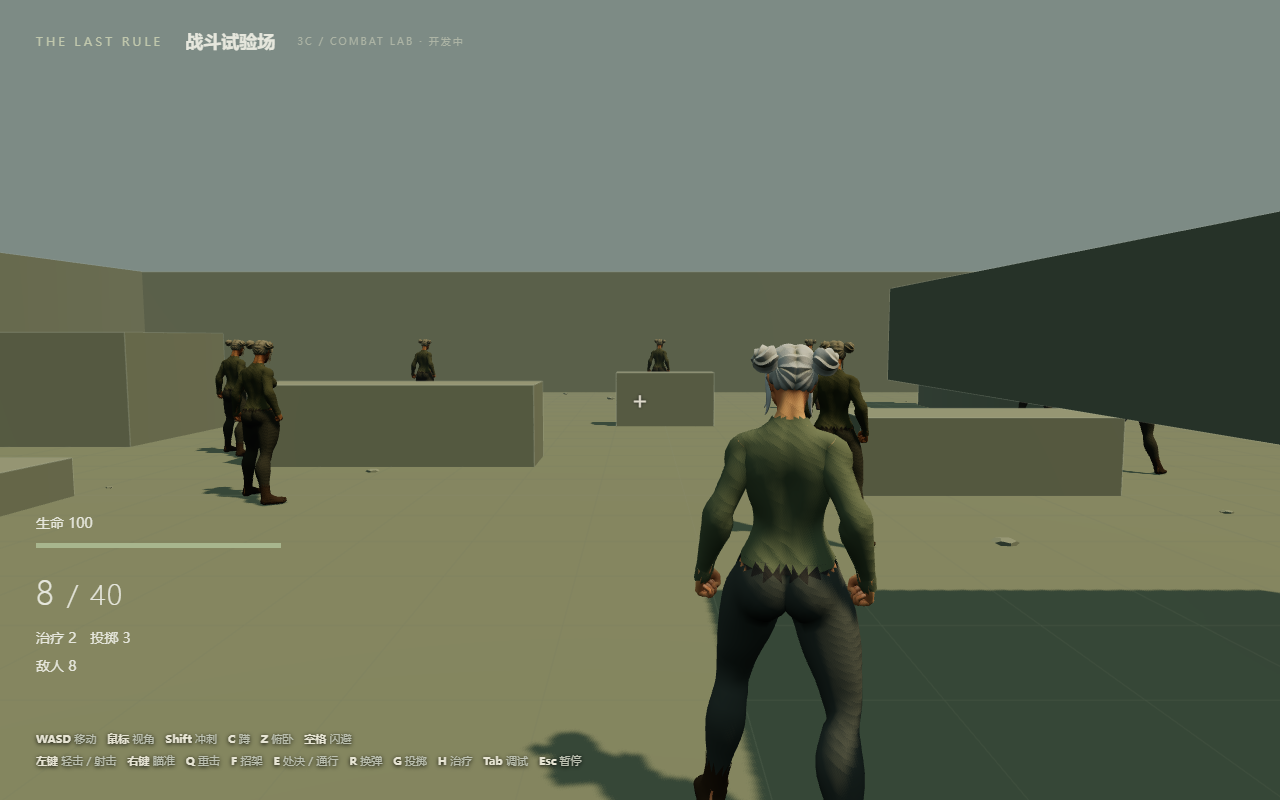 THE LAST RULE 战斗试验场 3C / COMBAT LAB · 开发中
生命 100
8 / 40
治疗 2 投掷 3
敌人 8
WASD 移动 鼠标 视角 Shift 冲刺 C 蹲 Z 俯卧 空格 闪避
左键 轻击 / 射击 右键 瞄准 Q 重击 F 招架 E 处决 / 通行 R 换弹 G 投掷 H 治疗 Tab 调试 Esc 暂停